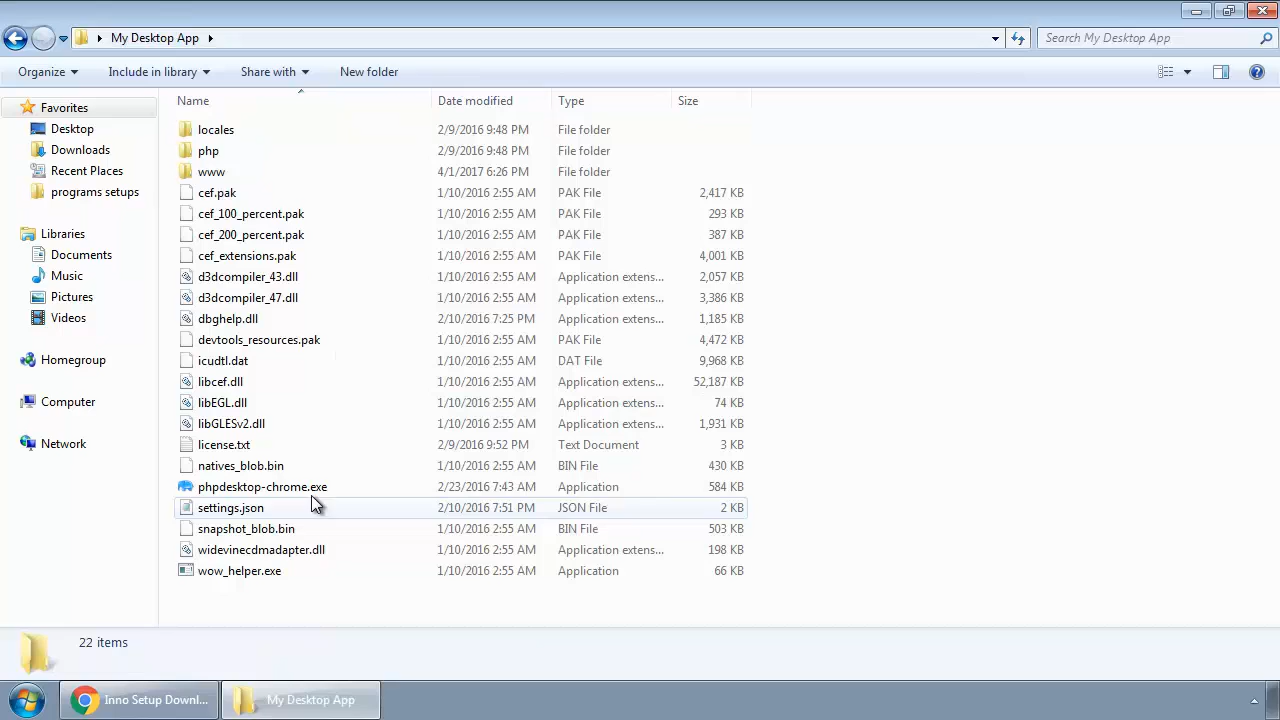 My Desktop App
Search My Desktop App
Organize Include in library Share with New folder
Name Date modified Type Size
Favorites
Desktop
Downloads
Recent Places
programs setups
Libraries
Documents
Music
Pictures
Videos
Homegroup
Computer
Network
locales 2/9/2016 9:48 PM File folder
php 2/9/2016 9:48 PM File folder
www 4/1/2017 6:26 PM File folder
cef.pak 1/10/2016 2:55 AM PAK File 2,417 KB
cef_100_percent.pak 1/10/2016 2:55 AM PAK File 293 KB
cef_200_percent.pak 1/10/2016 2:55 AM PAK File 387 KB
cef_extensions.pak 1/10/2016 2:55 AM PAK File 4,001 KB
d3dcompiler_43.dll 1/10/2016 2:55 AM Application extens... 2,057 KB
d3dcompiler_47.dll 1/10/2016 2:55 AM Application extens... 3,386 KB
dbghelp.dll 2/10/2016 7:25 PM Application extens... 1,185 KB
devtools_resources.pak 1/10/2016 2:55 AM PAK File 4,472 KB
icudtl.dat 1/10/2016 2:55 AM DAT File 9,968 KB
libcef.dll 1/10/2016 2:55 AM Application extens... 52,187 KB
libEGL.dll 1/10/2016 2:55 AM Application extens... 74 KB
libGLESv2.dll 1/10/2016 2:55 AM Application extens... 1,931 KB
license.txt 2/9/2016 9:52 PM Text Document 3 KB
natives_blob.bin 1/10/2016 2:55 AM BIN File 430 KB
phpdesktop-chrome.exe 2/23/2016 7:43 AM Application 584 KB
settings.json 2/10/2016 7:51 PM JSON File 2 KB
snapshot_blob.bin 1/10/2016 2:55 AM BIN File 503 KB
widevinecdmadapter.dll 1/10/2016 2:55 AM Application extens... 198 KB
wow_helper.exe 1/10/2016 2:55 AM Application 66 KB
22 items
Inno Setup Downl...
My Desktop App